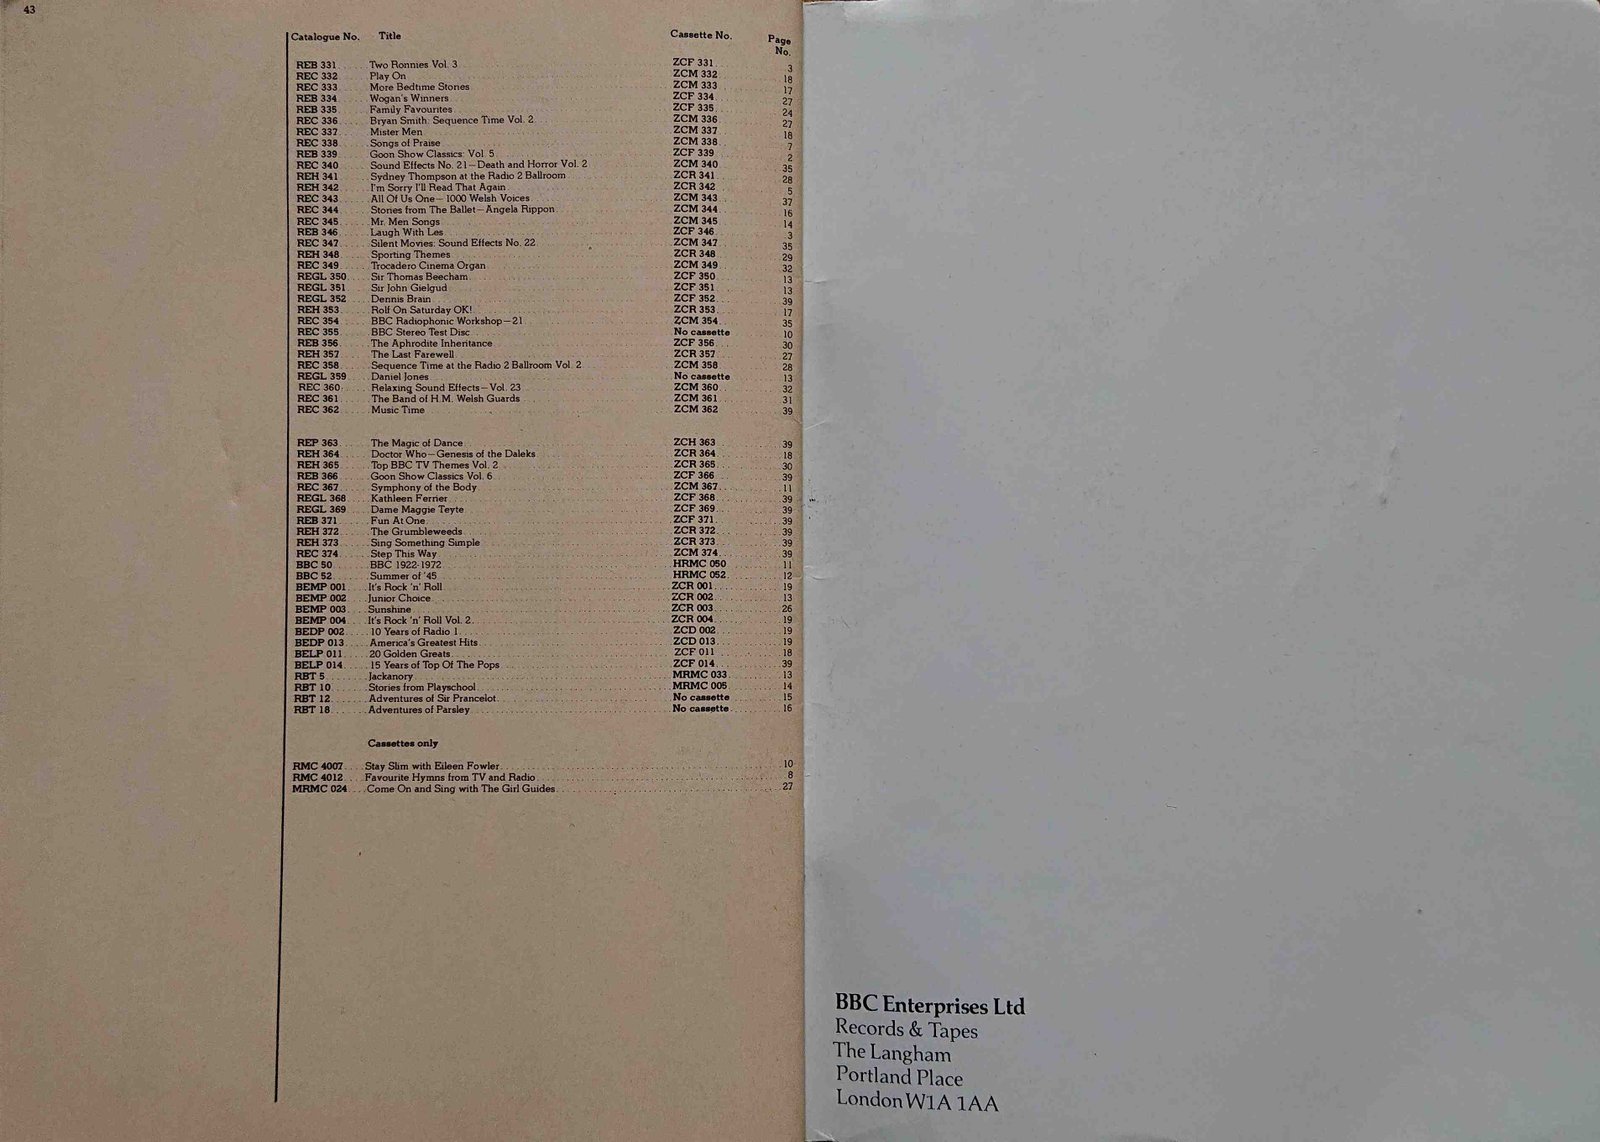 43
Catalogue No. Title Cassette No. Page No.
REB 331 Two Ronnies Vol. 3 ZCF 331 3
REC 332 Play On ZCM 332 18
REC 333 More Bedtime Stories ZCM 333 17
REB 334 Wogan's Winners ZCF 334 27
REB 335 Family Favourites ZCF 335 24
REC 336 Bryan Smith: Sequence Time Vol. 2 ZCM 336 27
REC 337 Mister Men ZCM 337 18
REC 338 Songs of Praise ZCM 338 7
REB 339 Goon Show Classics: Vol. 5 ZCF 339 2
REC 340 Sound Effects No. 21—Death and Horror Vol. 2 ZCM 340 35
REH 341 Sydney Thompson at the Radio 2 Ballroom ZCR 341 28
REH 342 I'm Sorry I'll Read That Again ZCR 342 5
REC 343 All Of Us One—1000 Welsh Voices ZCM 343 37
REC 344 Stories from The Ballet—Angela Rippon ZCM 344 16
REC 345 Mr. Men Songs ZCM 345 14
REB 346 Laugh With Les ZCF 346 3
REC 347 Silent Movies: Sound Effects No. 22 ZCM 347 35
REH 348 Sporting Themes ZCR 348 29
REC 349 Trocadero Cinema Organ ZCM 349 32
REGL 350 Sir Thomas Beecham ZCF 350 13
REGL 351 Sir John Gielgud ZCF 351 13
REGL 352 Dennis Brain ZCF 352 39
REH 353 Rolf On Saturday OK! ZCR 353 17
REC 354 BBC Radiophonic Workshop—21 ZCM 354 35
REC 355 BBC Stereo Test Disc No cassette 10
REB 356 The Aphrodite Inheritance ZCF 356 30
REH 357 The Last Farewell ZCR 357 27
REC 358 Sequence Time at the Radio 2 Ballroom Vol. 2 ZCM 358 28
REGL 359 Daniel Jones No cassette 13
REC 360 Relaxing Sound Effects—Vol. 23 ZCM 360 32
REC 361 The Band of H.M. Welsh Guards ZCM 361 31
REC 362 Music Time ZCM 362 39
REP 363 The Magic of Dance ZCH 363 39
REH 364 Doctor Who—Genesis of the Daleks ZCR 364 18
REH 365 Top BBC TV Themes Vol. 2 ZCR 365 30
REB 366 Goon Show Classics Vol. 6 ZCF 366 39
REC 367 Symphony of the Body ZCM 367 11
REGL 368 Kathleen Ferrier ZCF 368 39
REGL 369 Dame Maggie Teyte ZCF 369 39
REB 371 Fun At One ZCF 371 39
REH 372 The Grumbleweeds ZCR 372 39
REH 373 Sing Something Simple ZCR 373 39
REC 374 Step This Way ZCM 374 39
BBC 50 BBC 1922-1972 HRMC 050 11
BBC 52 Summer of '45 HRMC 052 12
BEMP 001 It's Rock 'n' Roll ZCR 001 19
BEMP 002 Junior Choice ZCR 002 13
BEMP 003 Sunshine ZCR 003 26
BEMP 004 It's Rock 'n' Roll Vol. 2 ZCR 004 19
BEDP 002 10 Years of Radio 1 ZCD 002 19
BEDP 013 America's Greatest Hits ZCD 013 19
BELP 011 20 Golden Greats ZCF 011 18
BELP 014 15 Years of Top Of The Pops ZCF 014 39
RBT 5 Jackanory MRMC 033 13
RBT 10 Stories from Playschool MRMC 005 14
RBT 12 Adventures of Sir Prancelot No cassette 15
RBT 18 Adventures of Parsley No cassette 16
Cassettes only
RMC 4007 Stay Slim with Eileen Fowler 10
RMC 4012 Favourite Hymns from TV and Radio 8
MRMC 024 Come On and Sing with The Girl Guides 27
BBC Enterprises Ltd
Records & Tapes
The Langham
Portland Place
London W1A 1AA